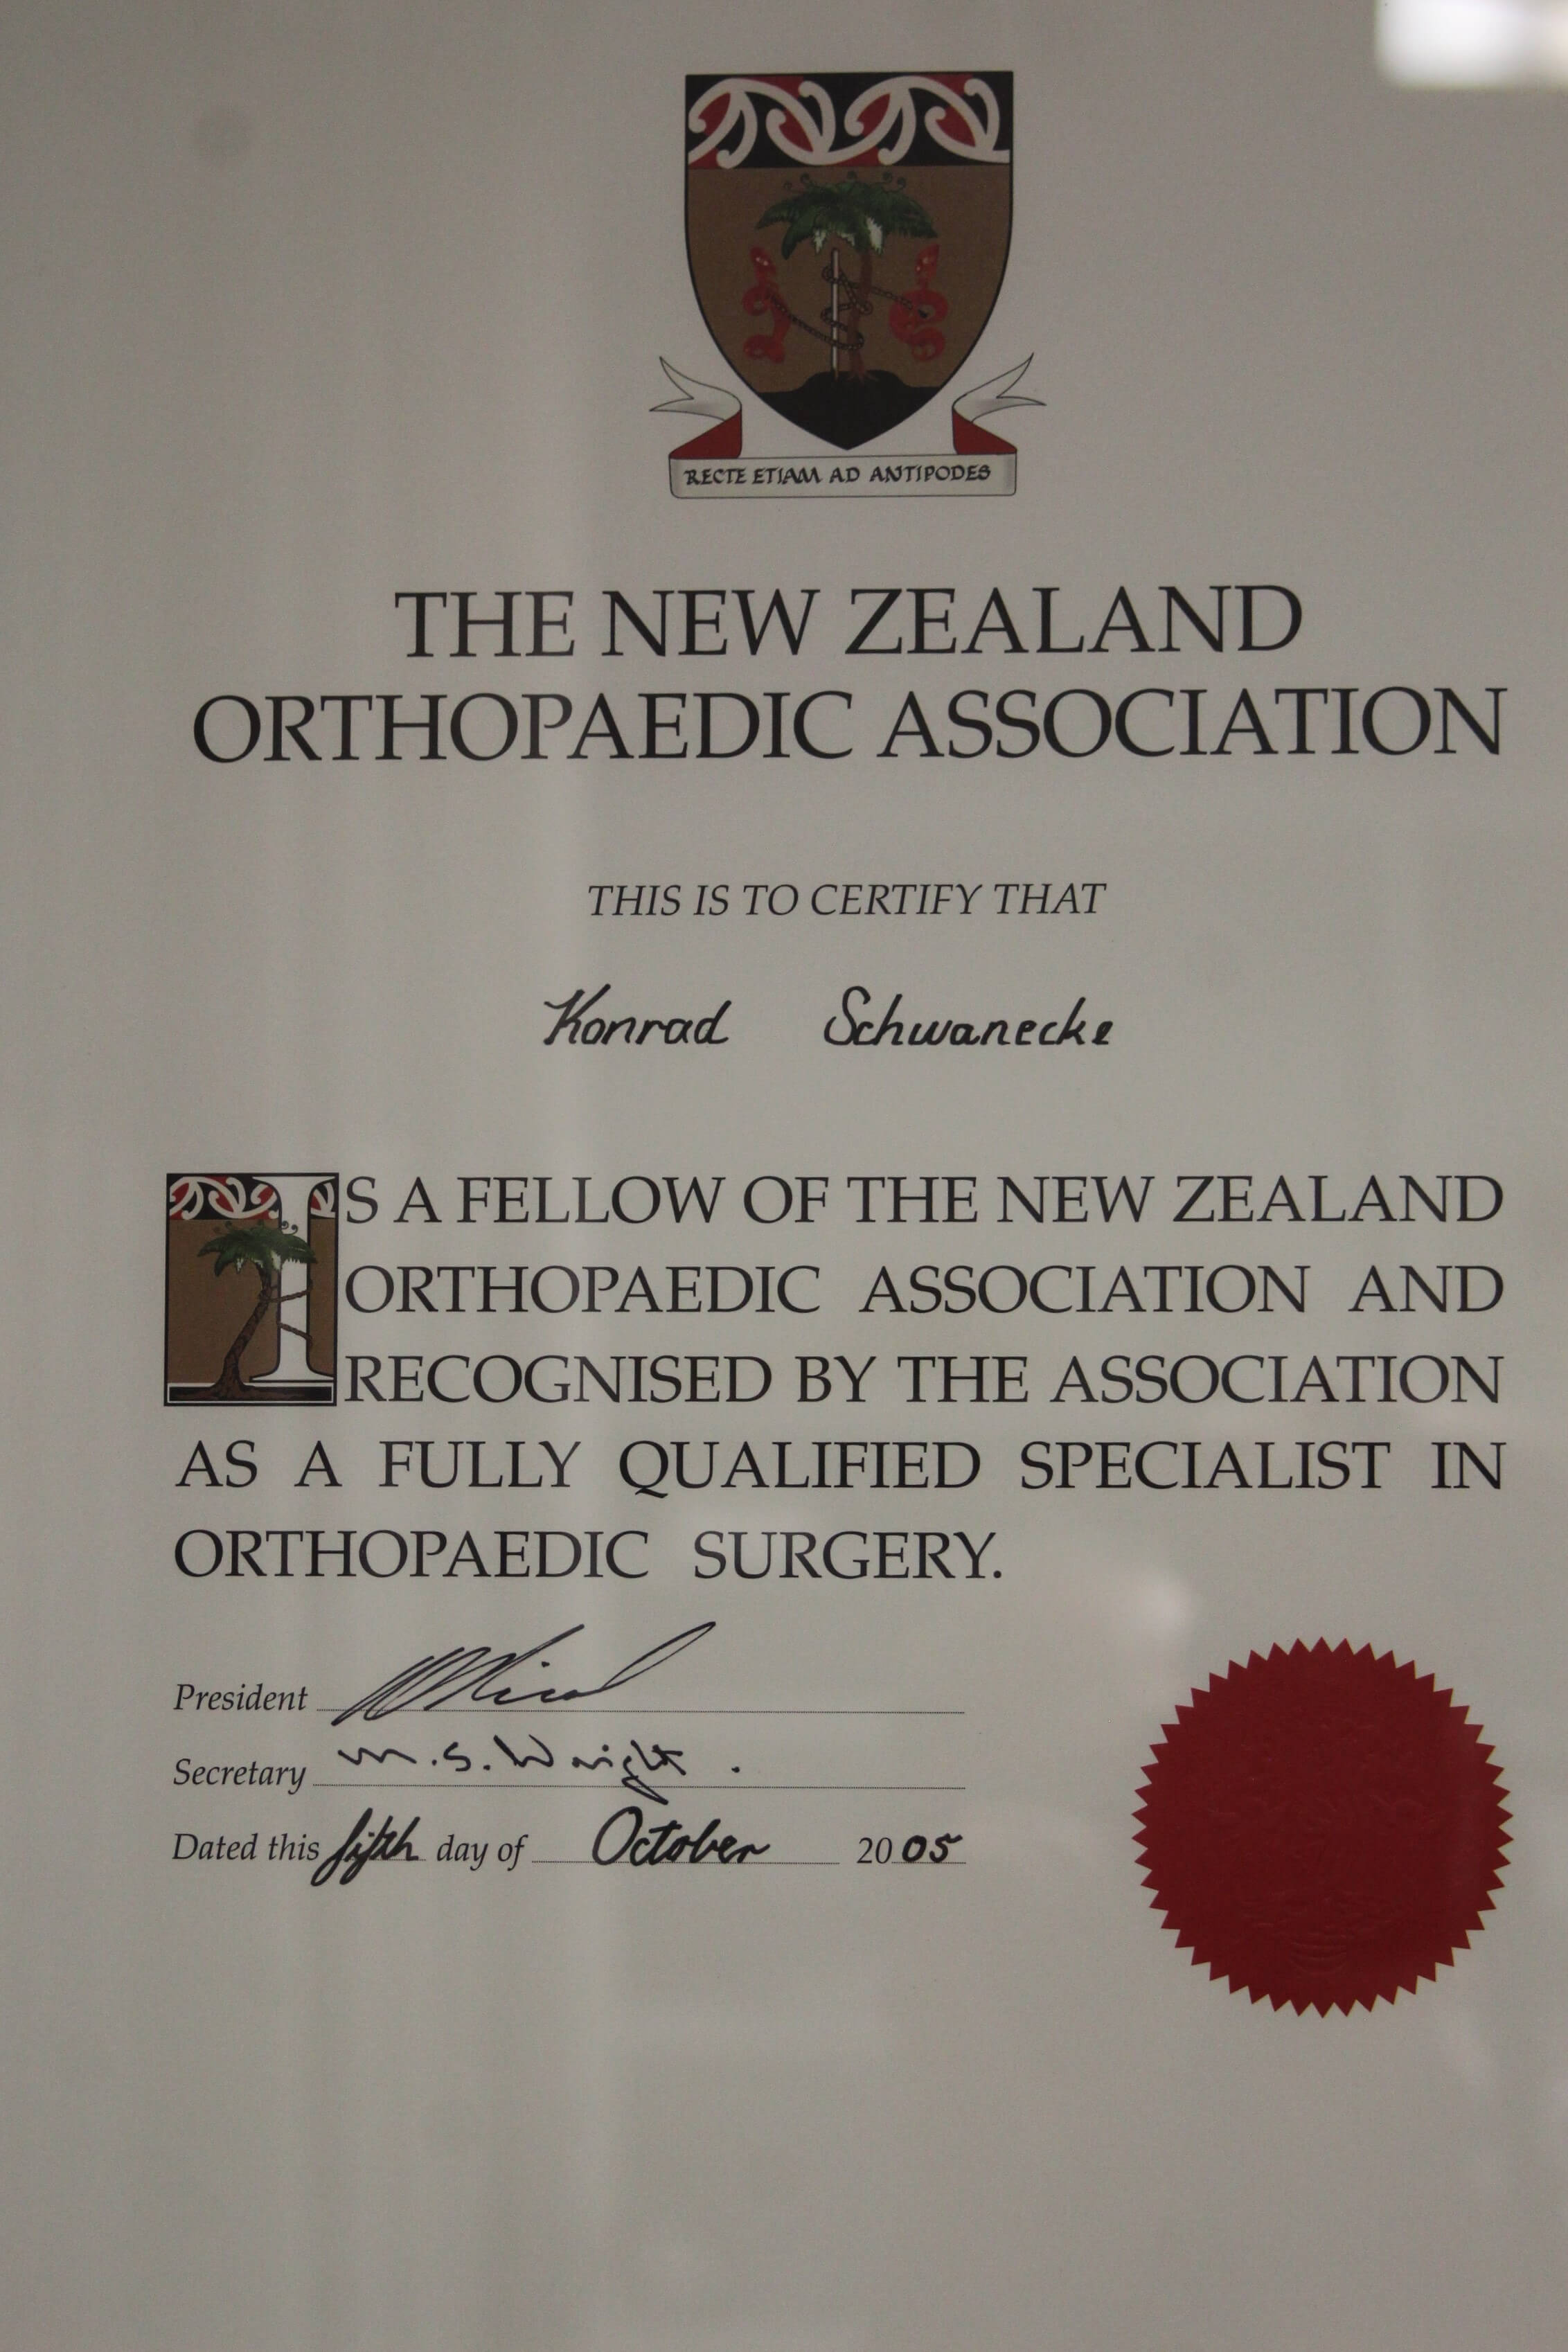 RECTE ETIAM AD ANTIPODES
THE NEW ZEALAND
ORTHOPAEDIC ASSOCIATION
THIS IS TO CERTIFY THAT
Konrad Schwanecke
IS A FELLOW OF THE NEW ZEALAND
ORTHOPAEDIC ASSOCIATION AND
RECOGNISED BY THE ASSOCIATION
AS A FULLY QUALIFIED SPECIALIST IN
ORTHOPAEDIC SURGERY.
President
Secretary M.S. Wright.
Dated this fifth day of October 2005